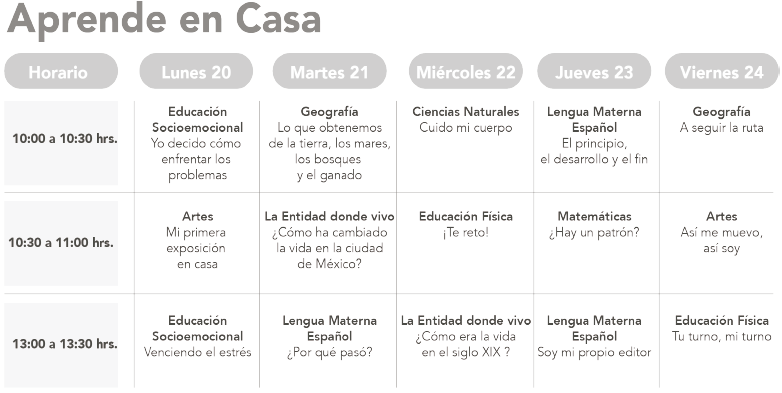 Aprende en Casa
Horario
Lunes 20
Martes 21
Miércoles 22
Jueves 23
Viernes 24
10:00 a 10:30 hrs.
Educación
Socioemocional
Yo decido cómo
enfrentar los
problemas
Geografía
Lo que obtenemos
de la tierra, los mares,
los bosques
y el ganado
Ciencias Naturales
Cuido mi cuerpo
Lengua Materna
Español
El principio,
el desarrollo y el fin
Geografía
A seguir la ruta
10:30 a 11:00 hrs.
Artes
Mi primera
exposición
en casa
La Entidad donde vivo
¿Cómo ha cambiado
la vida en la ciudad
de México?
Educación Física
¡Te reto!
Matemáticas
¿Hay un patrón?
Artes
Así me muevo,
así soy
13:00 a 13:30 hrs.
Educación
Socioemocional
Venciendo el estrés
Lengua Materna
Español
¿Por qué pasó?
La Entidad donde vivo
¿Cómo era la vida
en el siglo XIX ?
Lengua Materna
Español
Soy mi propio editor
Educación Física
Tu turno, mi turno